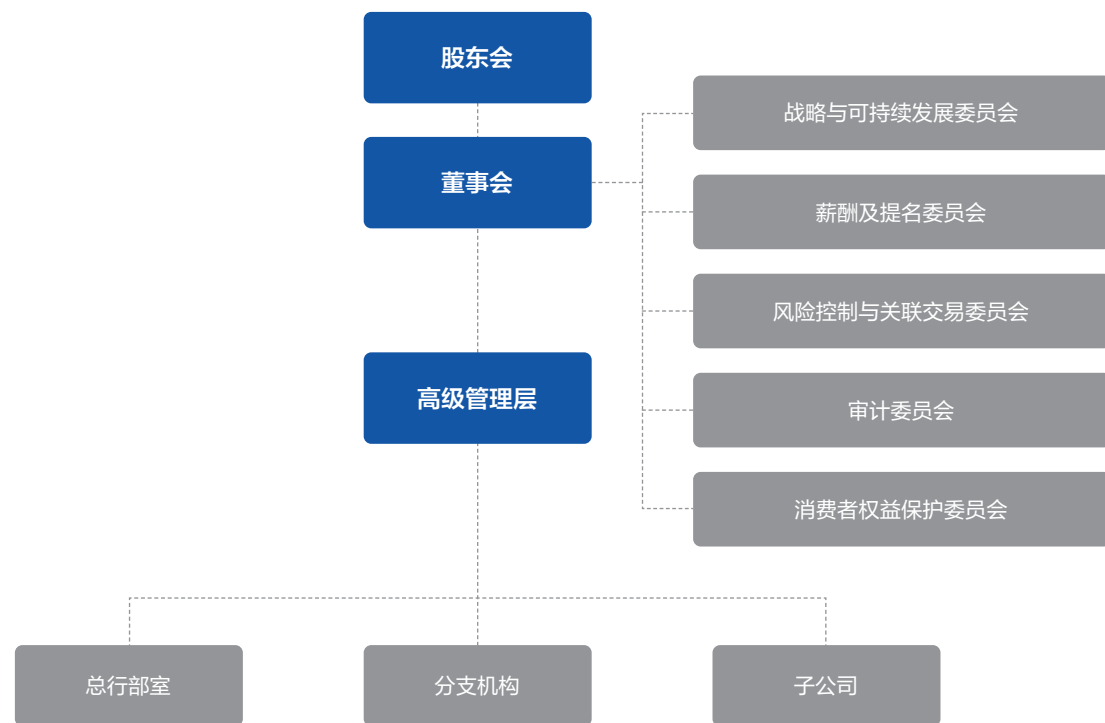 股东会
董事会
战略与可持续发展委员会
薪酬及提名委员会
风险控制与关联交易委员会
高级管理层
审计委员会
消费者权益保护委员会
总行部室
分支机构
子公司